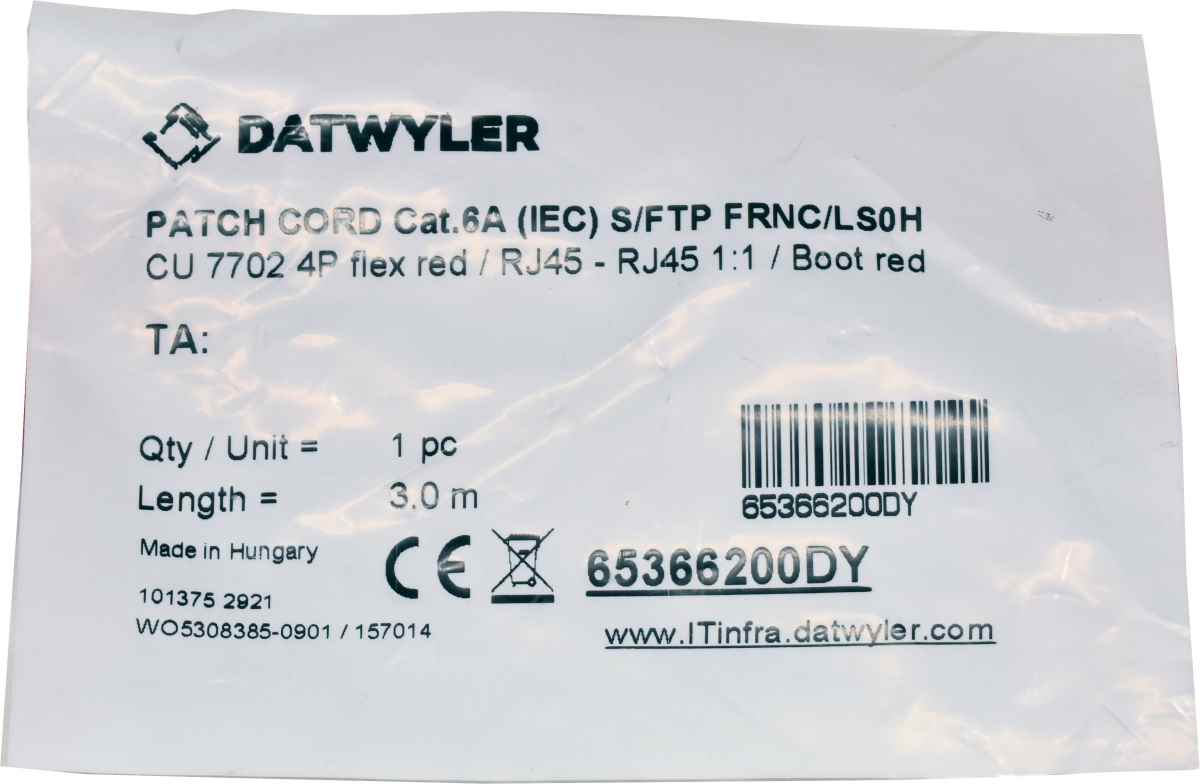 DATWYLER
PATCH CORD Cat.6A (IEC) S/FTP FRNC/LS0H
CU 7702 4P flex red / RJ45 - RJ45 1:1 / Boot red
TA:
Qty / Unit = 1 pc
Length = 3.0 m
65366200DY
Made in Hungary
CE
65366200DY
101375 2921
WO5308385-0901 / 157014
www.ITinfra.datwyler.com